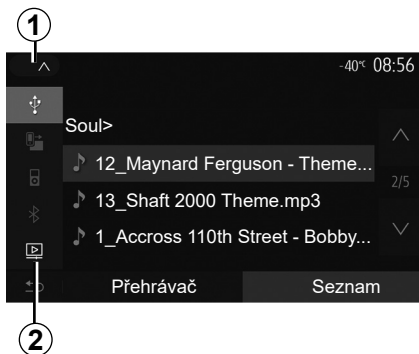 1
-40°C 08:56
Soul>
12_Maynard Ferguson - Theme...
2/5
13_Shaft 2000 Theme.mp3
1_Accross 110th Street - Bobby...
Přehrávač Seznam
2